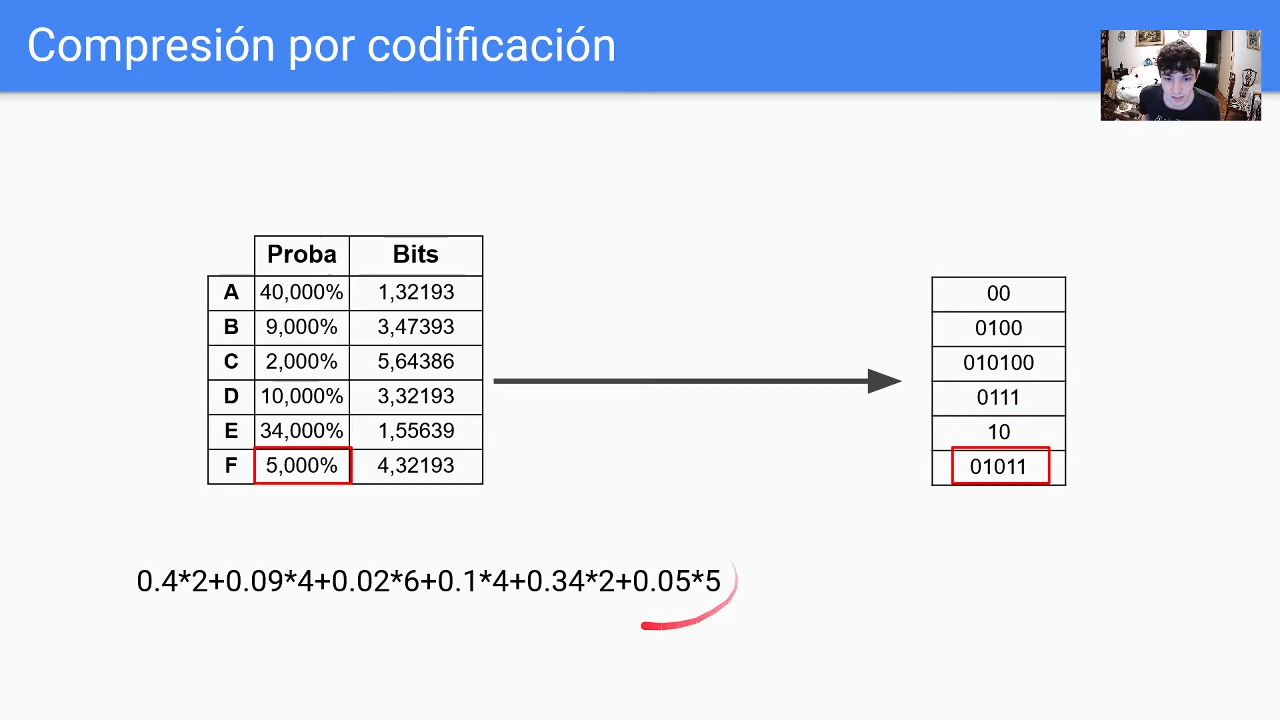 Compresión por codificación
Proba Bits
A 40,000% 1,32193 00
B 9,000% 3,47393 0100
C 2,000% 5,64386 010100
D 10,000% 3,32193 0111
E 34,000% 1,55639 10
F 5,000% 4,32193 01011
0.4*2+0.09*4+0.02*6+0.1*4+0.34*2+0.05*5